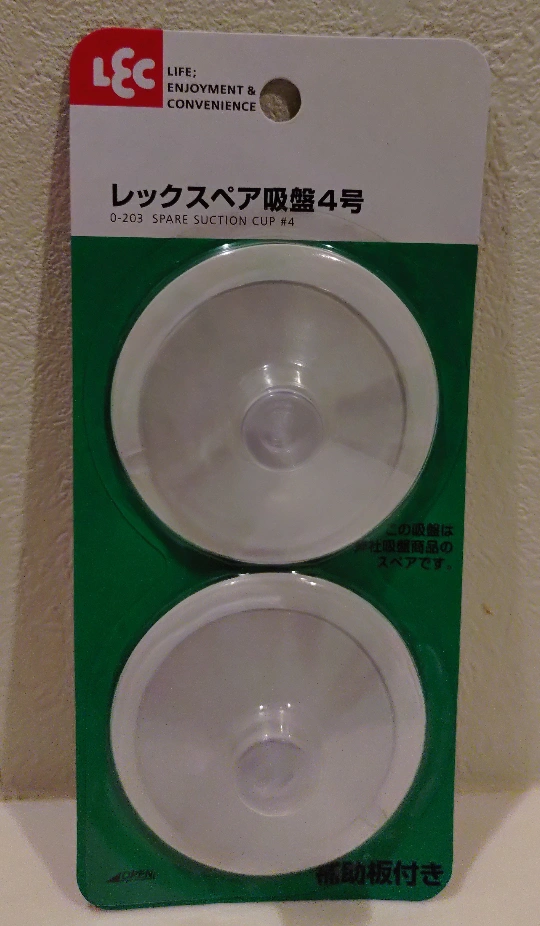 LEC
LIFE;
ENJOYMENT &
CONVENIENCE
レックスペア吸盤4号
0-203 SPARE SUCTION CUP #4
この吸盤は
弊社吸盤商品の
スペアです。
OPEN
補助板付き